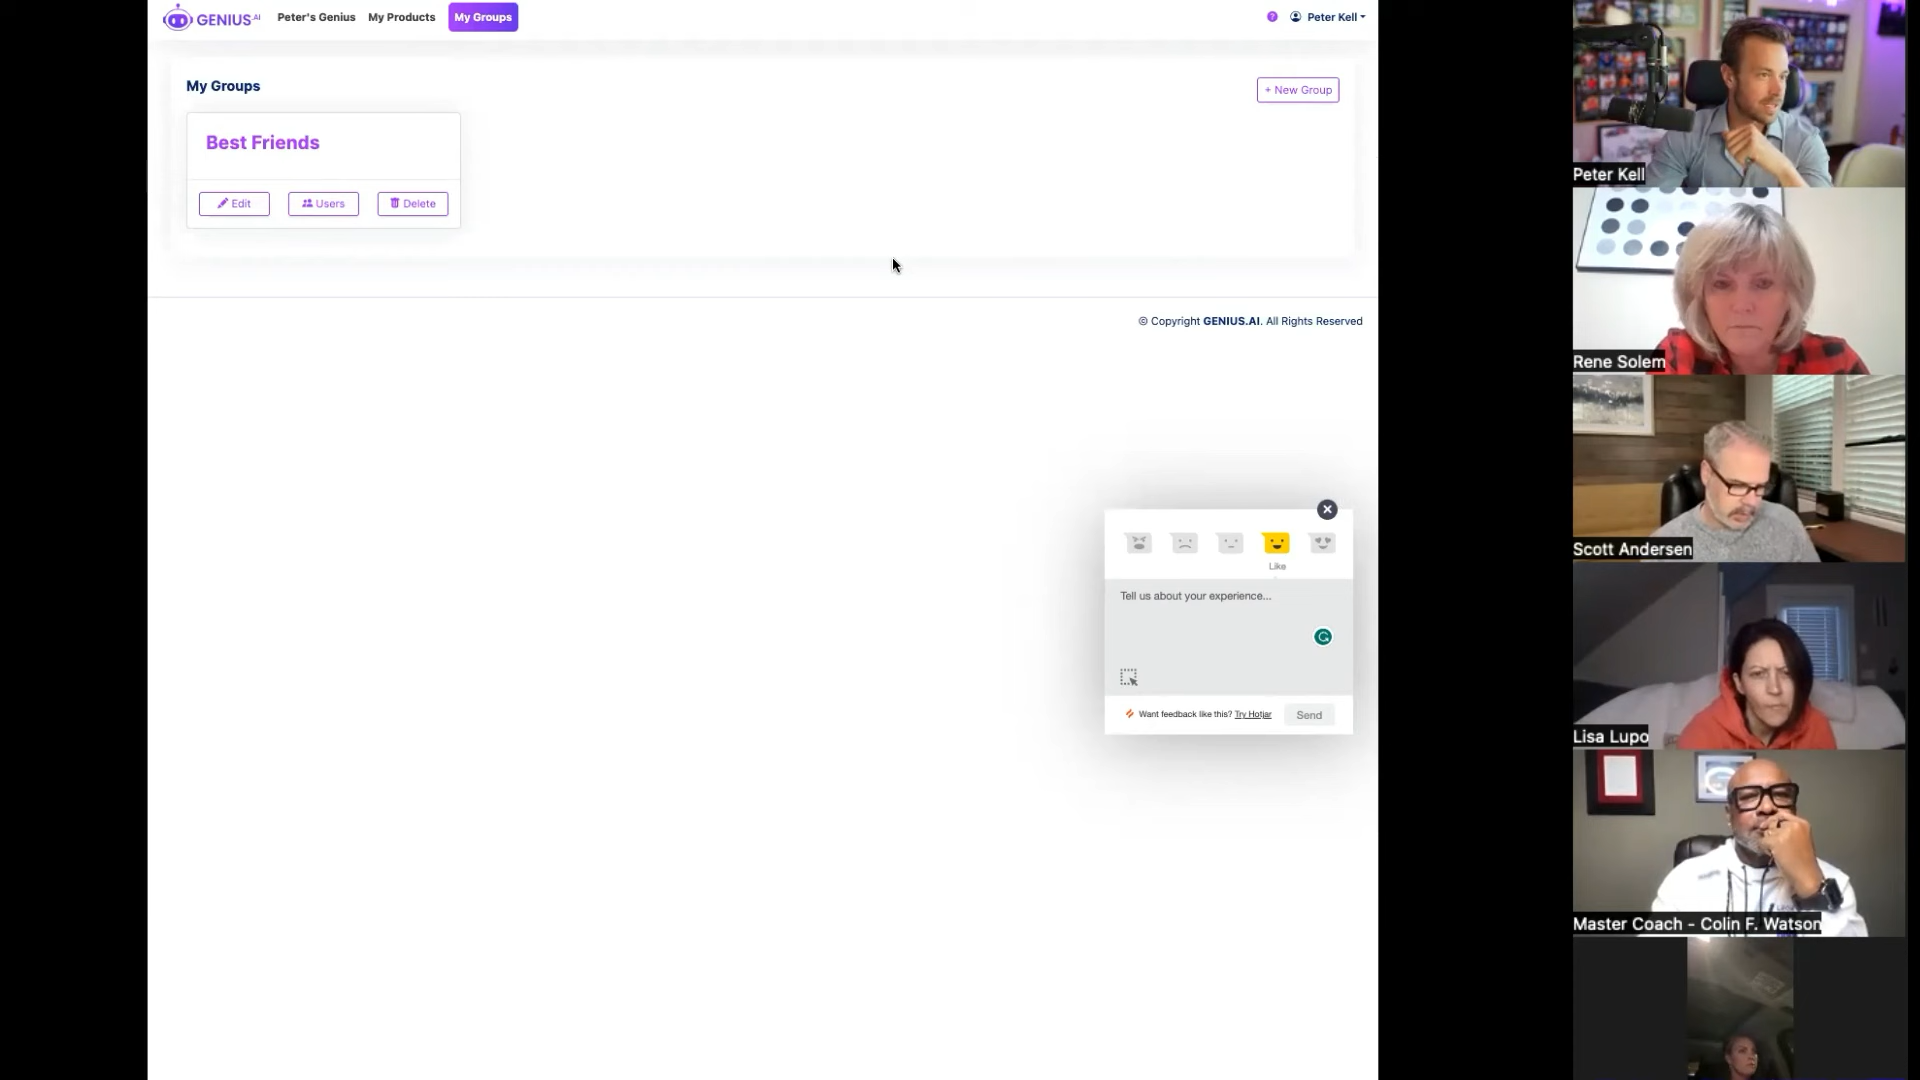 GENIUS.AI
Peter's Genius
My Products
My Groups
?
Peter Kell
My Groups
+ New Group
Best Friends
Edit
Users
Delete
© Copyright GENIUS.AI. All Rights Reserved
Like
Tell us about your experience...
Want feedback like this? Try Hotjar
Send
Peter Kell
Rene Solem
Scott Andersen
Lisa Lupo
Master Coach - Colin F. Watson